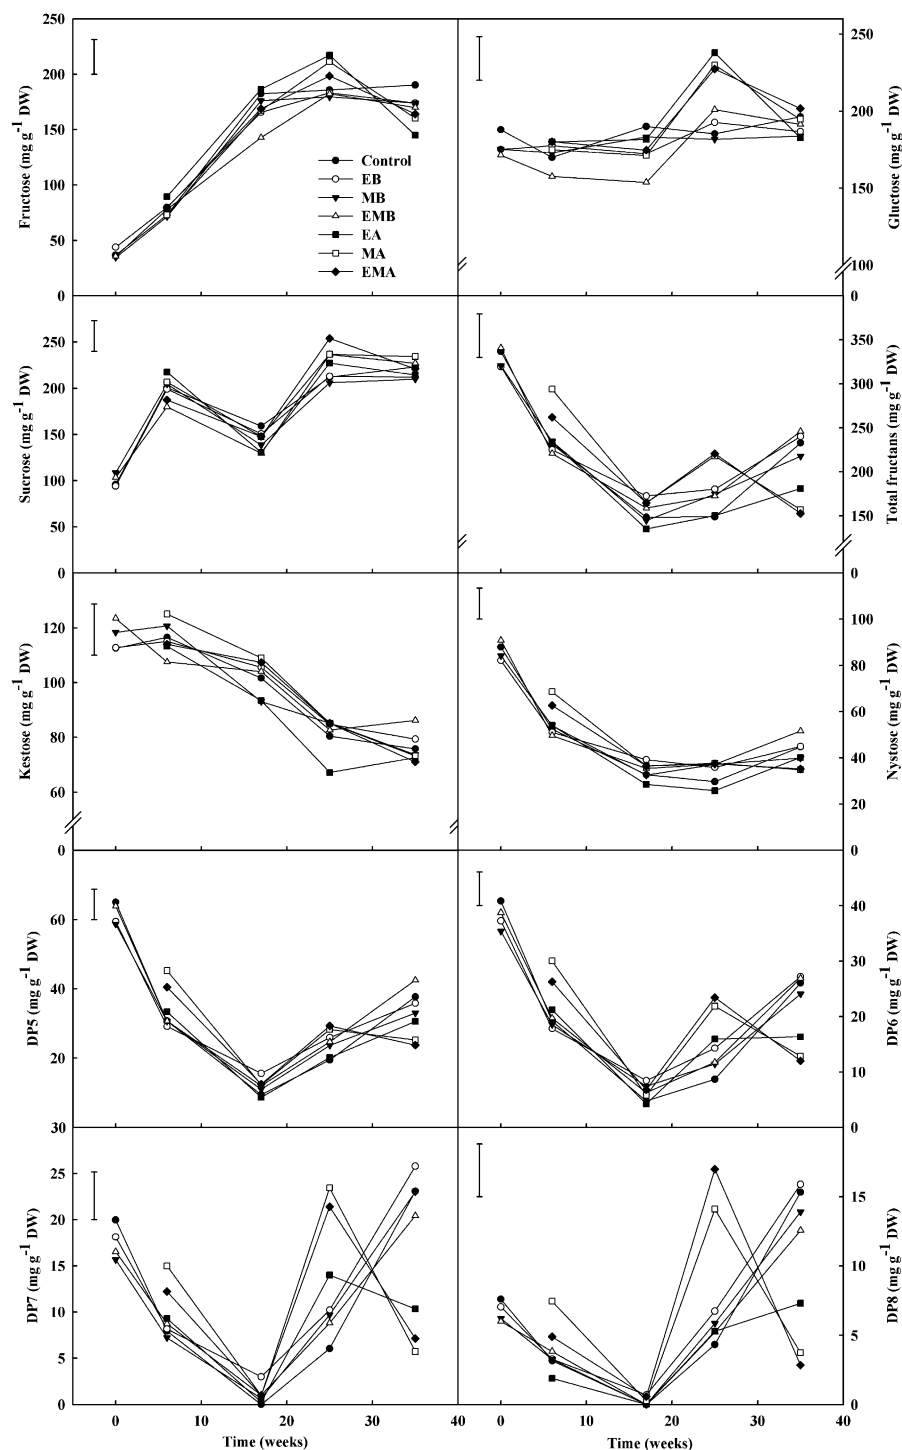 Fructose (mg g⁻¹ DW)
250
200
150
100
50
0
Control
EB
MB
EMB
EA
MA
EMA
250
200
150
100
0
Gluctose (mg g⁻¹ DW)
Sucrose (mg g⁻¹ DW)
250
200
150
100
50
0
350
300
250
200
150
0
Total fructans (mg g⁻¹ DW)
Kestose (mg g⁻¹ DW)
120
100
80
60
0
100
80
60
40
20
0
Nystose (mg g⁻¹ DW)
DP5 (mg g⁻¹ DW)
60
40
20
30
40
30
20
10
0
DP6 (mg g⁻¹ DW)
DP7 (mg g⁻¹ DW)
25
20
15
10
5
0
15
10
5
0
DP8 (mg g⁻¹ DW)
0 10 20 30 40 0 10 20 30 40
Time (weeks) Time (weeks)